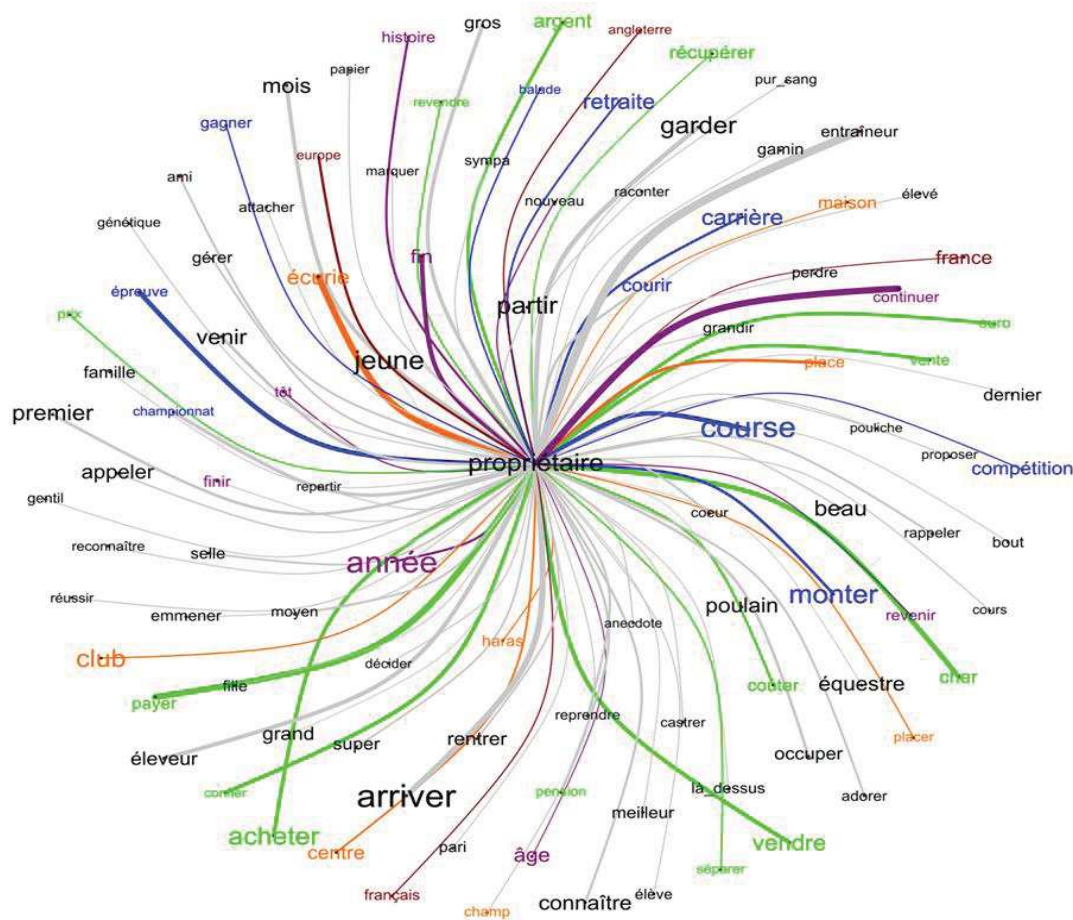 gros
argent
angleterre
histoire
récupérer
papier
pur_sang
mois
revendre
balade
retraite
garder
entraîneur
gagner
gamin
europe
sympa
marquer
raconter
ami
nouveau
maison
élevé
attacher
carrière
génétique
gérer
fin
france
écurie
perdre
courir
épreuve
continuer
partir
prix
venir
grandir
euro
jeune
place
vente
famille
tôt
dernier
premier
championnat
course
pouliche
propriétaire
proposer
compétition
appeler
finir
repartir
gentil
coeur
beau
rappeler
bout
reconnaître
selle
année
réussir
monter
poulain
cours
emmener
moyen
revenir
anecdote
haras
club
décider
cher
fille
coûter
équestre
payer
reprendre
castrer
grand
super
rentrer
placer
éleveur
occuper
là_dessus
arriver
pension
adorer
meilleur
acheter
vendre
centre
pari
âge
séparer
français
élève
connaître
champ